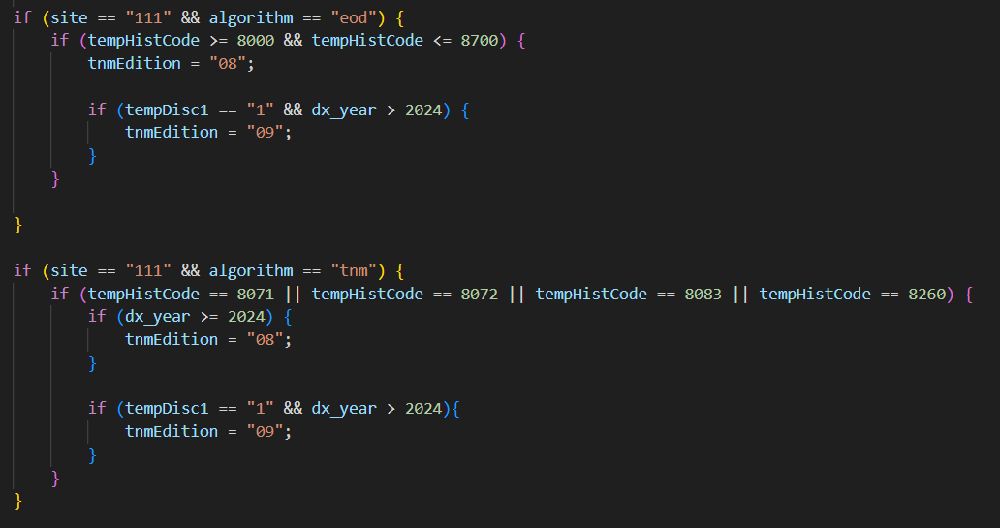 if (site == "111" && algorithm == "eod") {
if (tempHistCode >= 8000 && tempHistCode <= 8700) {
tnmEdition = "08";
if (tempDisc1 == "1" && dx_year > 2024) {
tnmEdition = "09";
}
}
}
if (site == "111" && algorithm == "tnm") {
if (tempHistCode == 8071 || tempHistCode == 8072 || tempHistCode == 8083 || tempHistCode == 8260) {
if (dx_year >= 2024) {
tnmEdition = "08";
}
if (tempDisc1 == "1" && dx_year > 2024){
tnmEdition = "09";
}
}
}